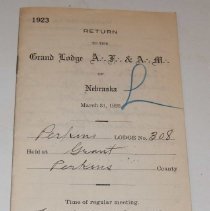 1923
RETURN
TO THE
Grand Lodge A∴ F∴ & A∴ M∴
OF
Nebraska
L
March 31, 1923
Perkins LODGE No. 308
Held at Grant
Perkins County
Time of regular meeting.